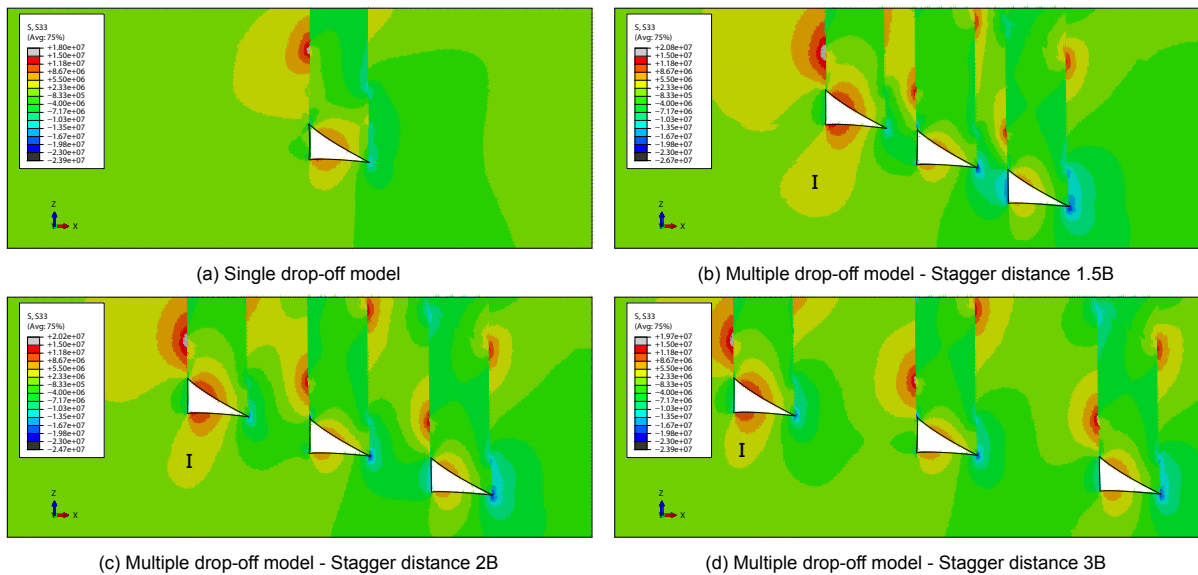 S, S33
(Avg: 75%)
+1.80e+07
+1.50e+07
+1.18e+07
+8.67e+06
+5.50e+06
+2.33e+06
−8.33e+05
−4.00e+06
−7.17e+06
−1.03e+07
−1.35e+07
−1.67e+07
−1.98e+07
−2.30e+07
−2.39e+07
Z
X
(a) Single drop-off model
S, S33
(Avg: 75%)
+2.08e+07
+1.50e+07
+1.18e+07
+8.67e+06
+5.50e+06
+2.33e+06
−8.33e+05
−4.00e+06
−7.17e+06
−1.03e+07
−1.35e+07
−1.67e+07
−1.98e+07
−2.30e+07
−2.67e+07
I
Z
X
(b) Multiple drop-off model - Stagger distance 1.5B
S, S33
(Avg: 75%)
+2.02e+07
+1.50e+07
+1.18e+07
+8.67e+06
+5.50e+06
+2.33e+06
−8.33e+05
−4.00e+06
−7.17e+06
−1.03e+07
−1.35e+07
−1.67e+07
−1.98e+07
−2.30e+07
−2.47e+07
I
Z
X
(c) Multiple drop-off model - Stagger distance 2B
S, S33
(Avg: 75%)
+1.97e+07
+1.50e+07
+1.18e+07
+8.67e+06
+5.50e+06
+2.33e+06
−8.33e+05
−4.00e+06
−7.17e+06
−1.03e+07
−1.35e+07
−1.67e+07
−1.98e+07
−2.30e+07
−2.39e+07
I
Z
X
(d) Multiple drop-off model - Stagger distance 3B